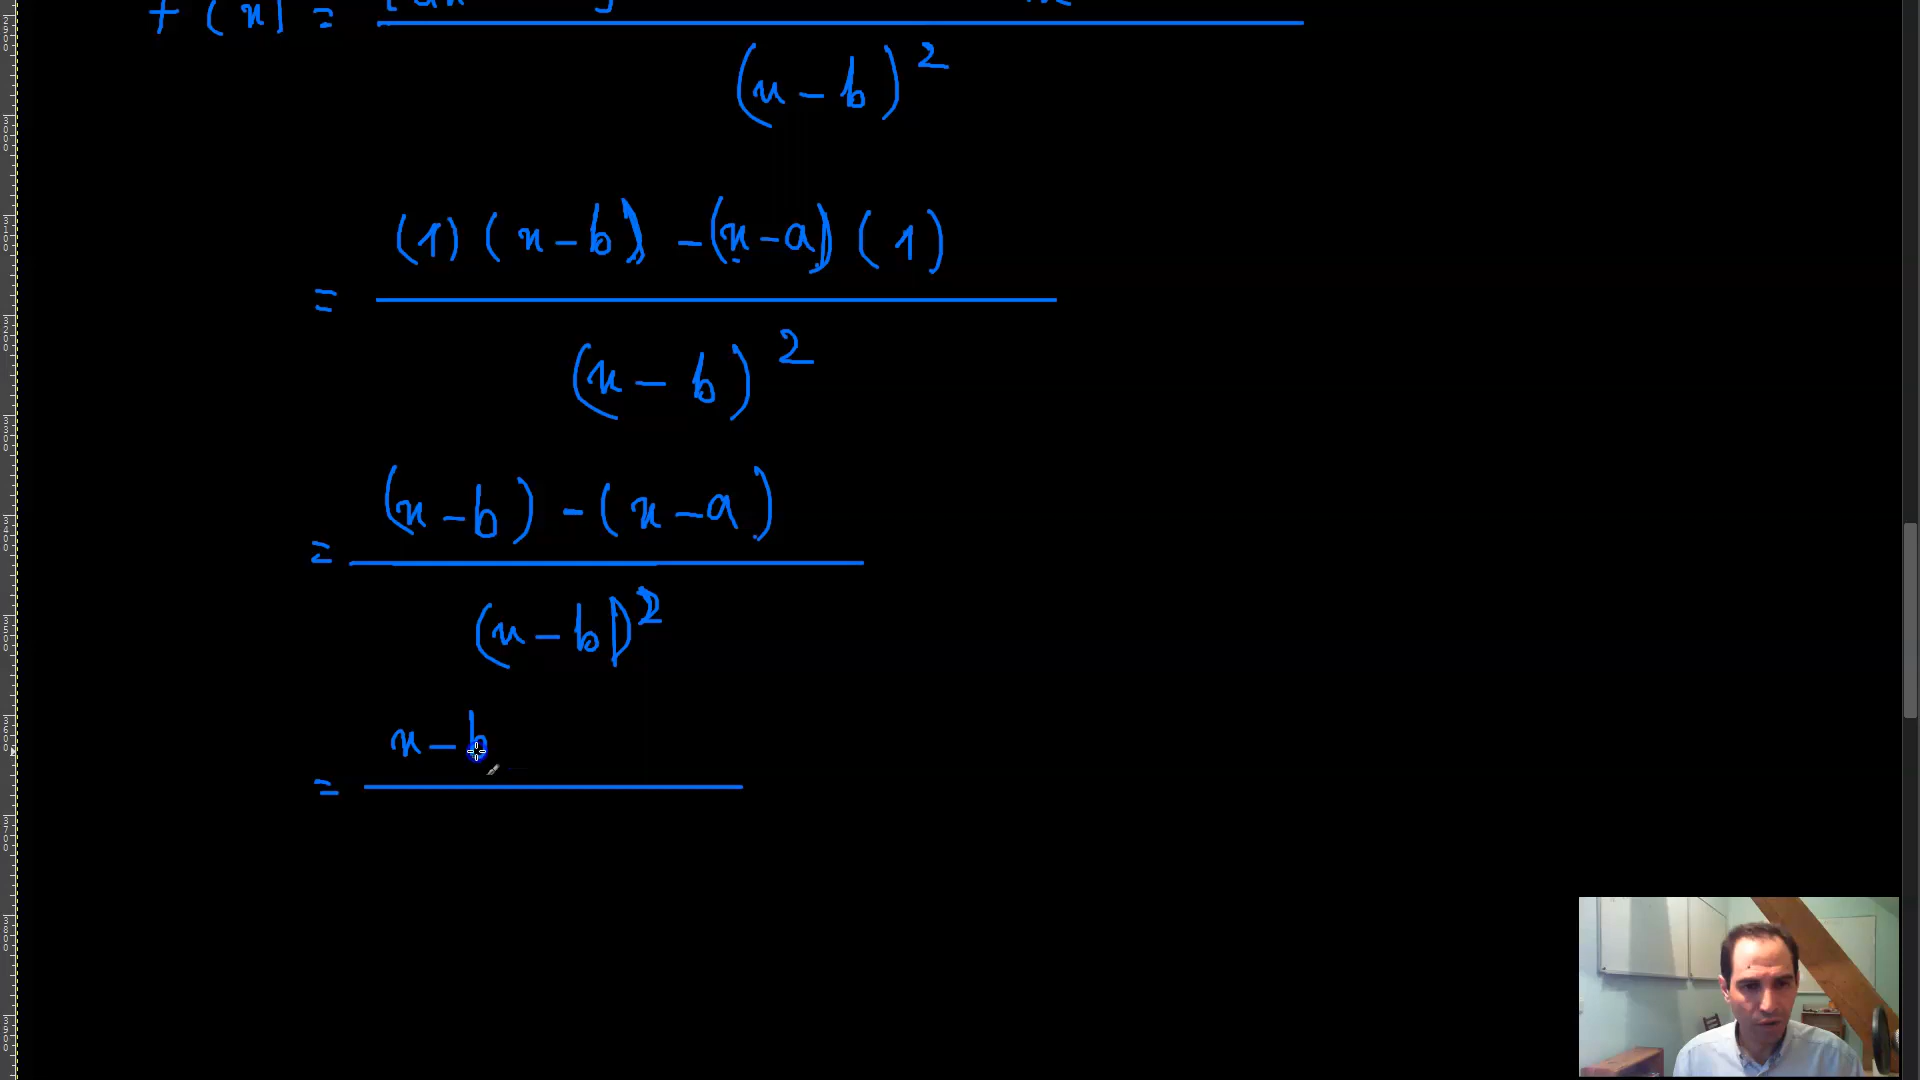 f'(x) =
(x - b)²
= (1)(x - b) - (x - a)(1)
(x - b)²
= (x - b) - (x - a)
(x - b)²
= x - b